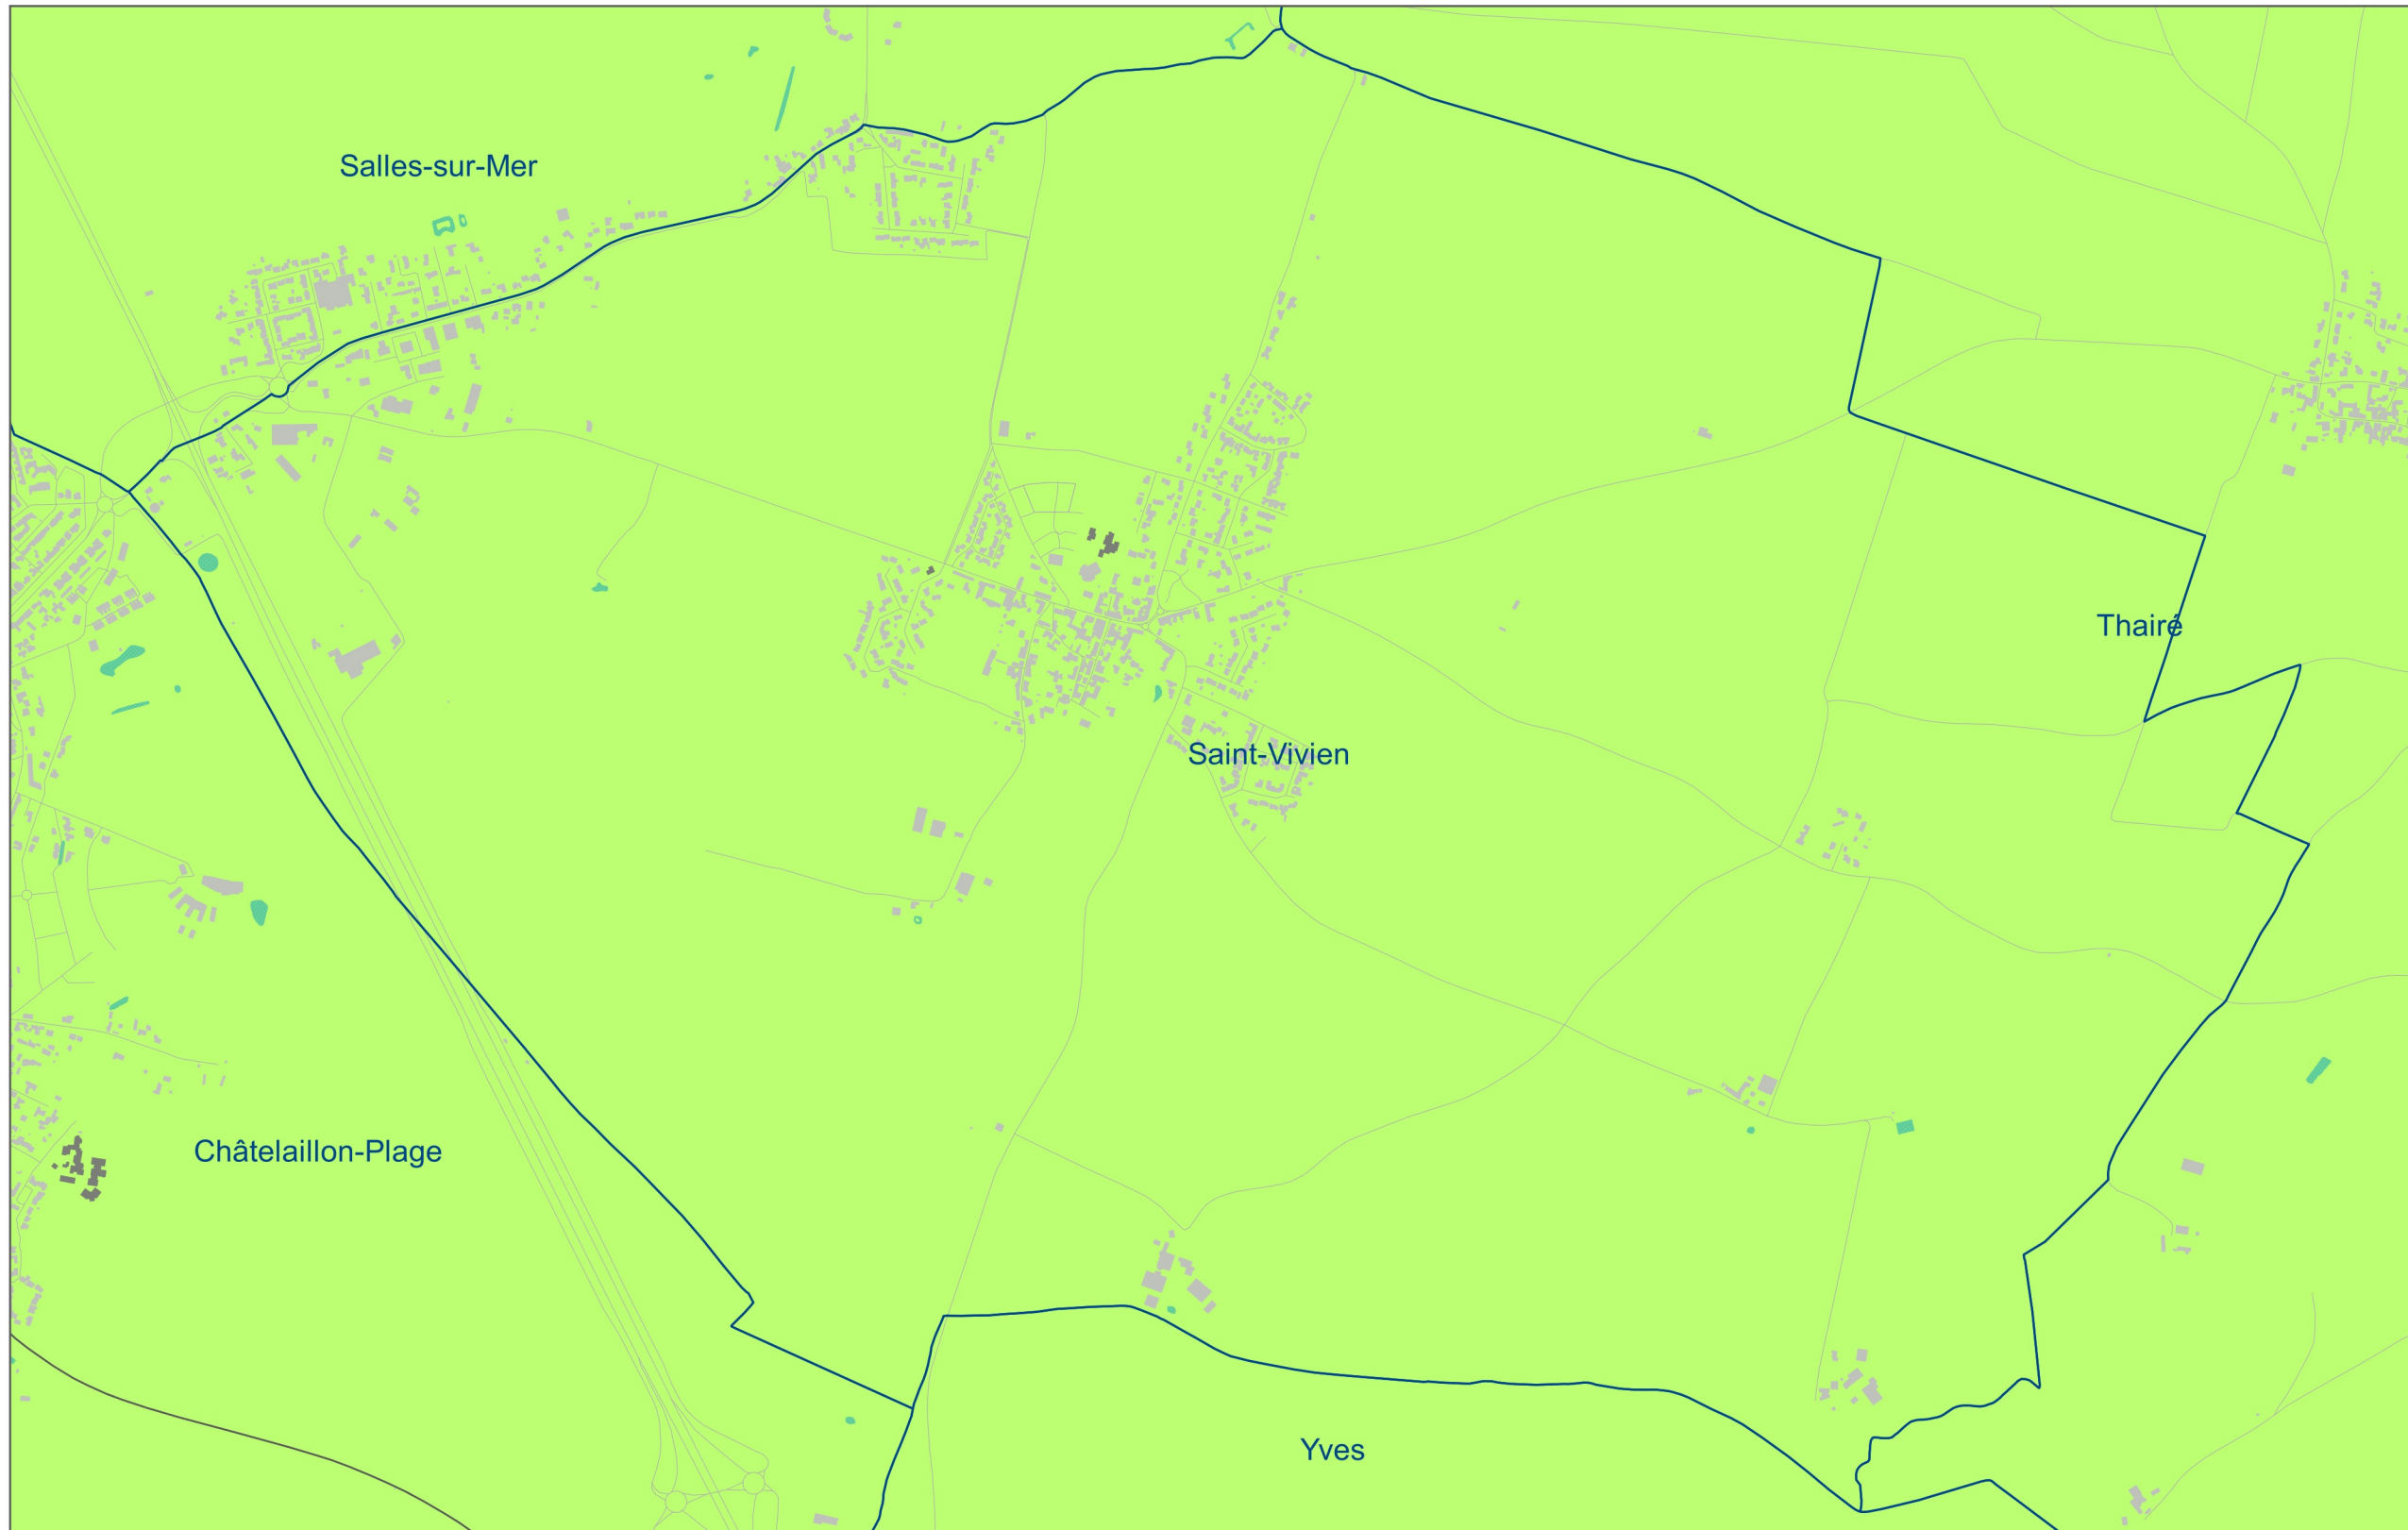 Salles-sur-Mer
Thairé
Saint-Vivien
Châtelaillon-Plage
Yves